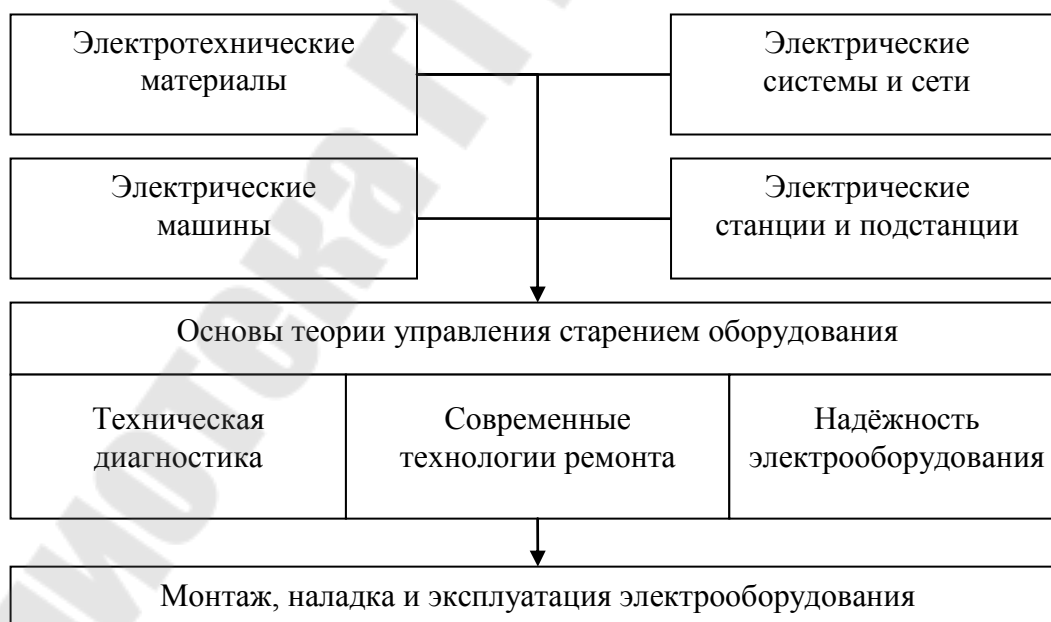 Электротехнические
материалы
Электрические
системы и сети
Электрические
машины
Электрические
станции и подстанции
Основы теории управления старением оборудования
Техническая
диагностика
Современные
технологии ремонта
Надёжность
электрооборудования
Монтаж, наладка и эксплуатация электрооборудования